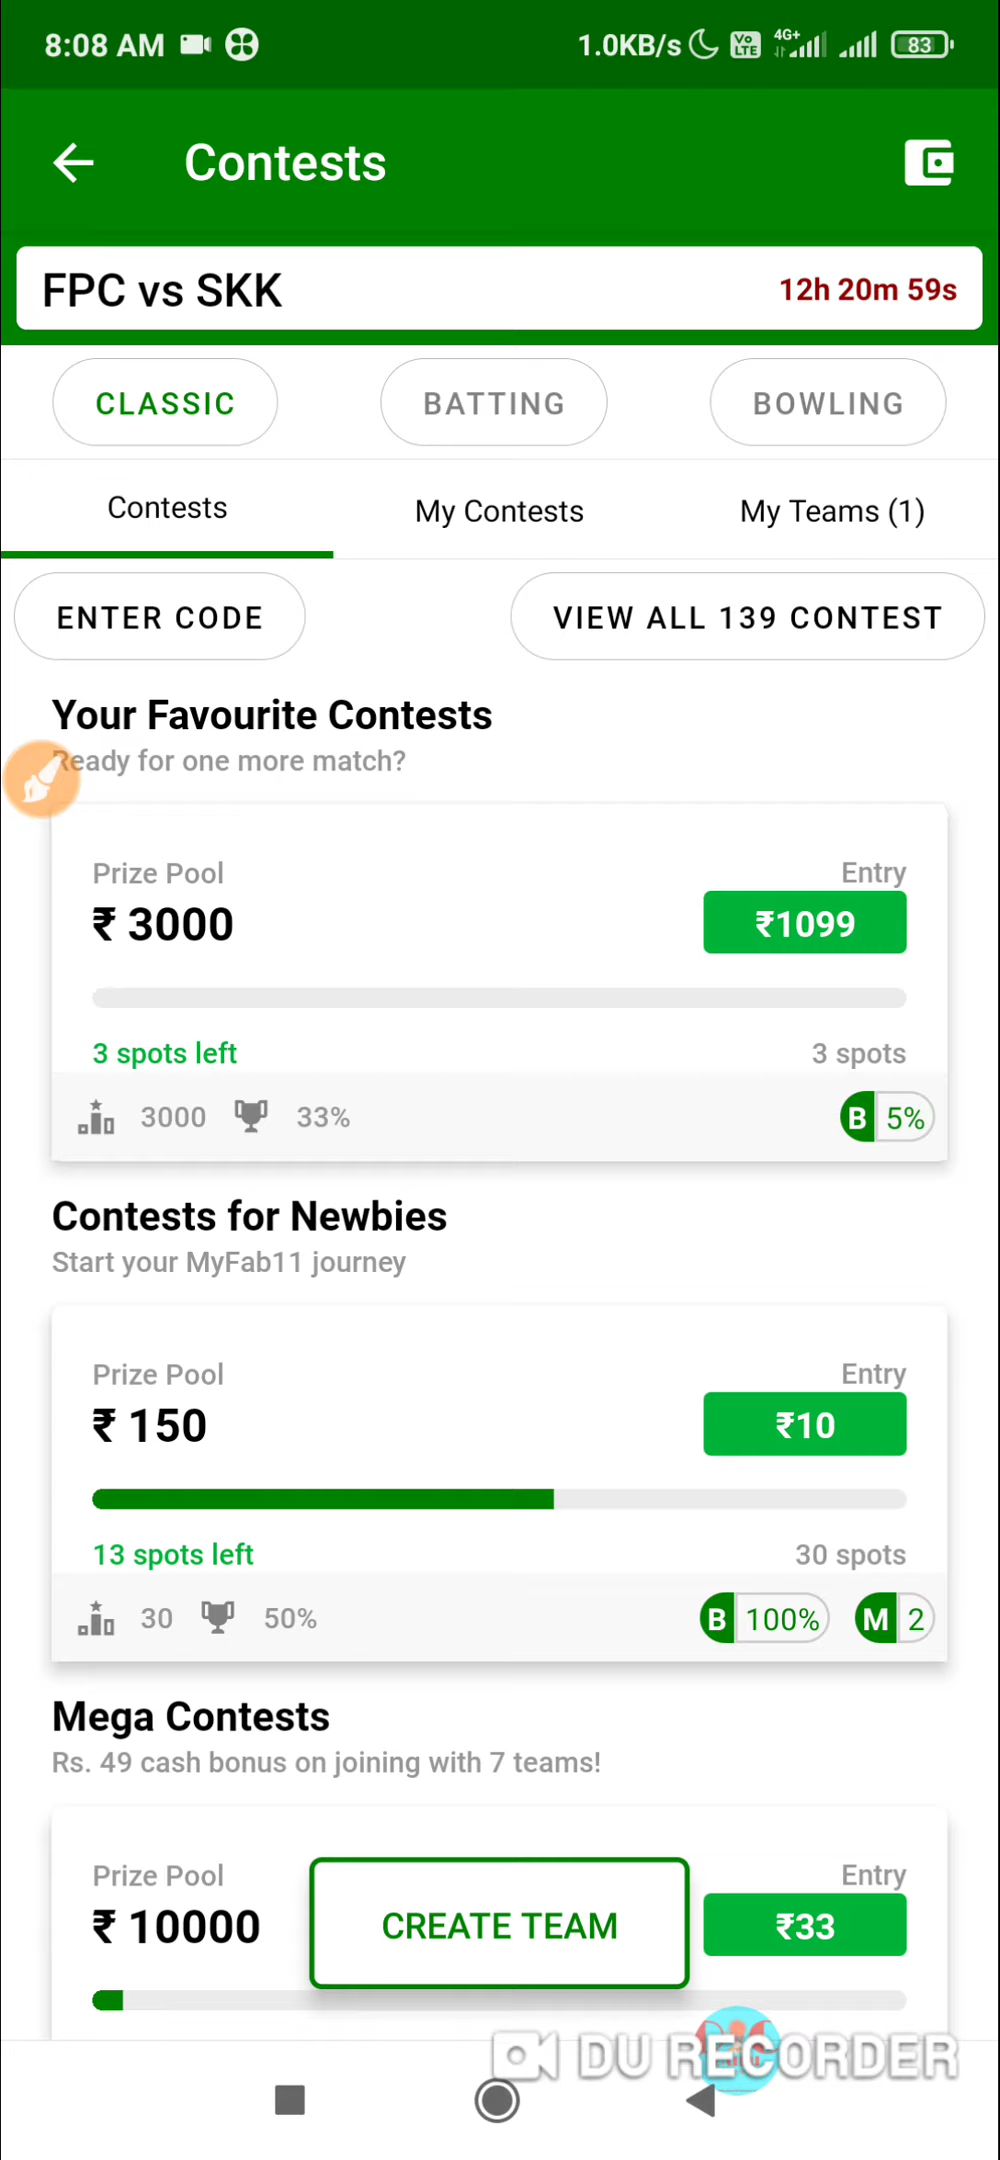 8:08 AM 1.0KB/s Vo LTE 4G+ 83
Contests
FPC vs SKK 12h 20m 59s
CLASSIC BATTING BOWLING
Contests My Contests My Teams (1)
ENTER CODE VIEW ALL 139 CONTEST
Your Favourite Contests
Ready for one more match?
Prize Pool Entry
₹ 3000 ₹1099
3 spots left 3 spots
3000 33% B 5%
Contests for Newbies
Start your MyFab11 journey
Prize Pool Entry
₹ 150 ₹10
13 spots left 30 spots
30 50% B 100% M 2
Mega Contests
Rs. 49 cash bonus on joining with 7 teams!
Prize Pool Entry
₹ 10000 CREATE TEAM ₹33
DU RECORDER